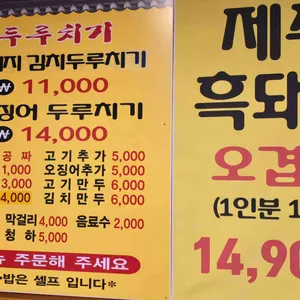 두루치기
돼지 김치두루치기
₩ 11,000
징어 두루치기
₩ 14,000
공 짜 고기추가 5,000
1,000 오징어추가 5,000
3,000 고기만두 6,000
4,000 김치만두 6,000
막걸리 4,000 음료수 2,000
청 하 5,000
주문해 주세요
밥은 셀프 입니다*
제주
흑돼
오겹
(1인분 1
14,90